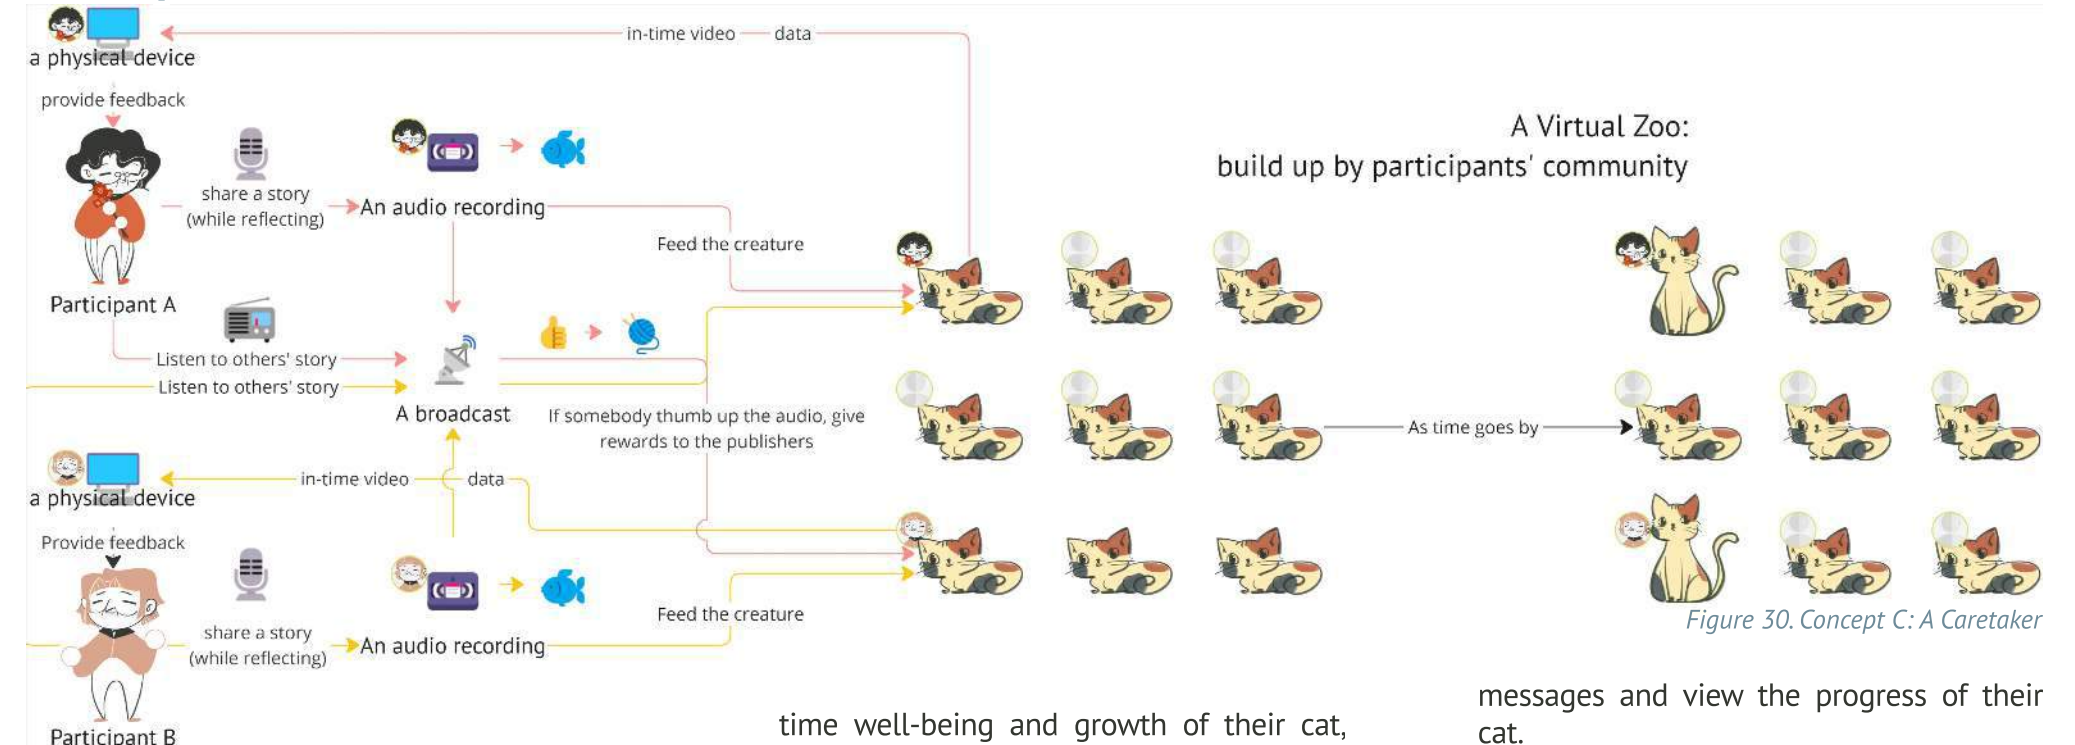 in-time video
data
a physical device
provide feedback
A Virtual Zoo:
build up by participants' community
share a story
(while reflecting)
An audio recording
Feed the creature
Participant A
Listen to others' story
Listen to others' story
A broadcast
If somebody thumb up the audio, give
rewards to the publishers
As time goes by
in-time video
data
a physical device
Provide feedback
share a story
(while reflecting)
An audio recording
Feed the creature
Participant B
Figure 30. Concept C: A Caretaker
time well-being and growth of their cat,
messages and view the progress of their
cat.